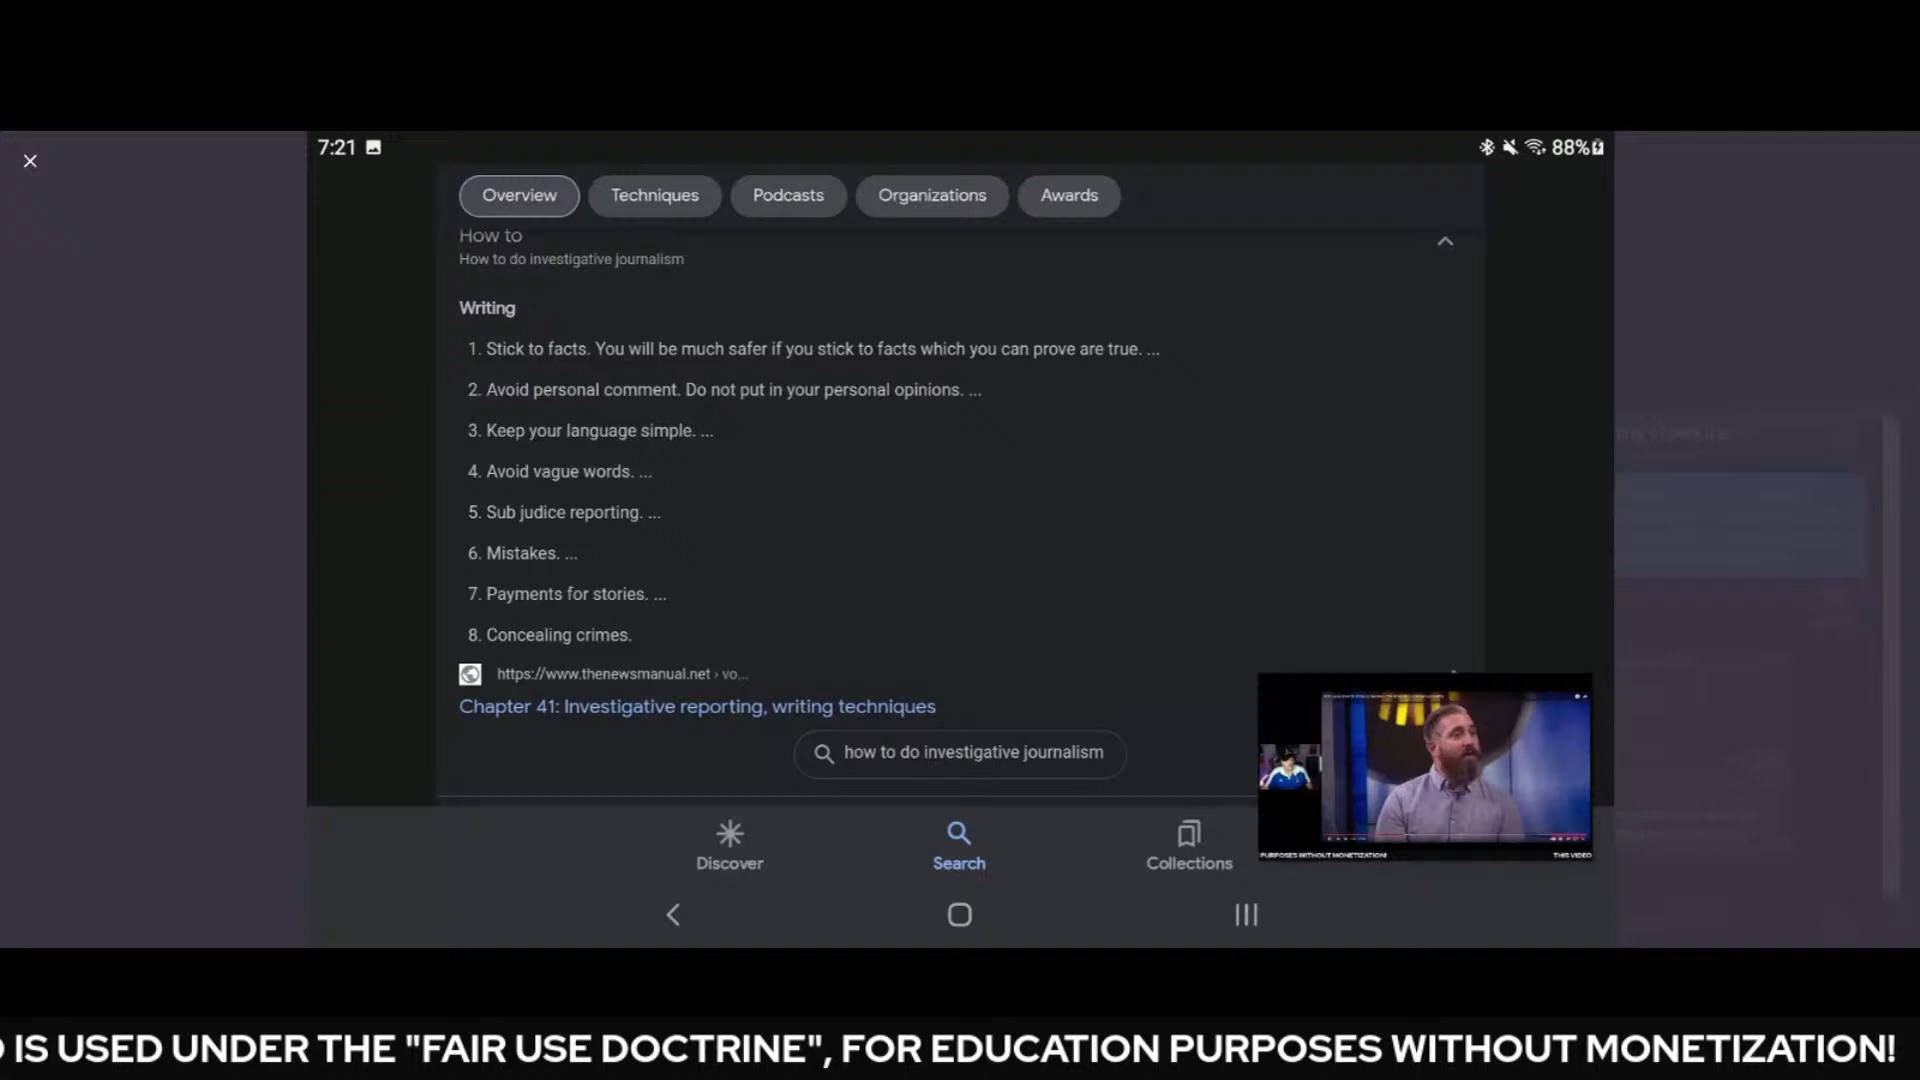 7:21
88%
Overview
Techniques
Podcasts
Organizations
Awards
How to
How to do investigative journalism
Writing
1. Stick to facts. You will be much safer if you stick to facts which you can prove are true. ...
2. Avoid personal comment. Do not put in your personal opinions. ...
3. Keep your language simple. ...
4. Avoid vague words. ...
5. Sub judice reporting. ...
6. Mistakes. ...
7. Payments for stories. ...
8. Concealing crimes.
https://www.thenewsmanual.net › vo...
Chapter 41: Investigative reporting, writing techniques
how to do investigative journalism
PURPOSES WITHOUT MONETIZATION!
THIS VIDEO
Discover
Search
Collections
IS USED UNDER THE "FAIR USE DOCTRINE", FOR EDUCATION PURPOSES WITHOUT MONETIZATION!